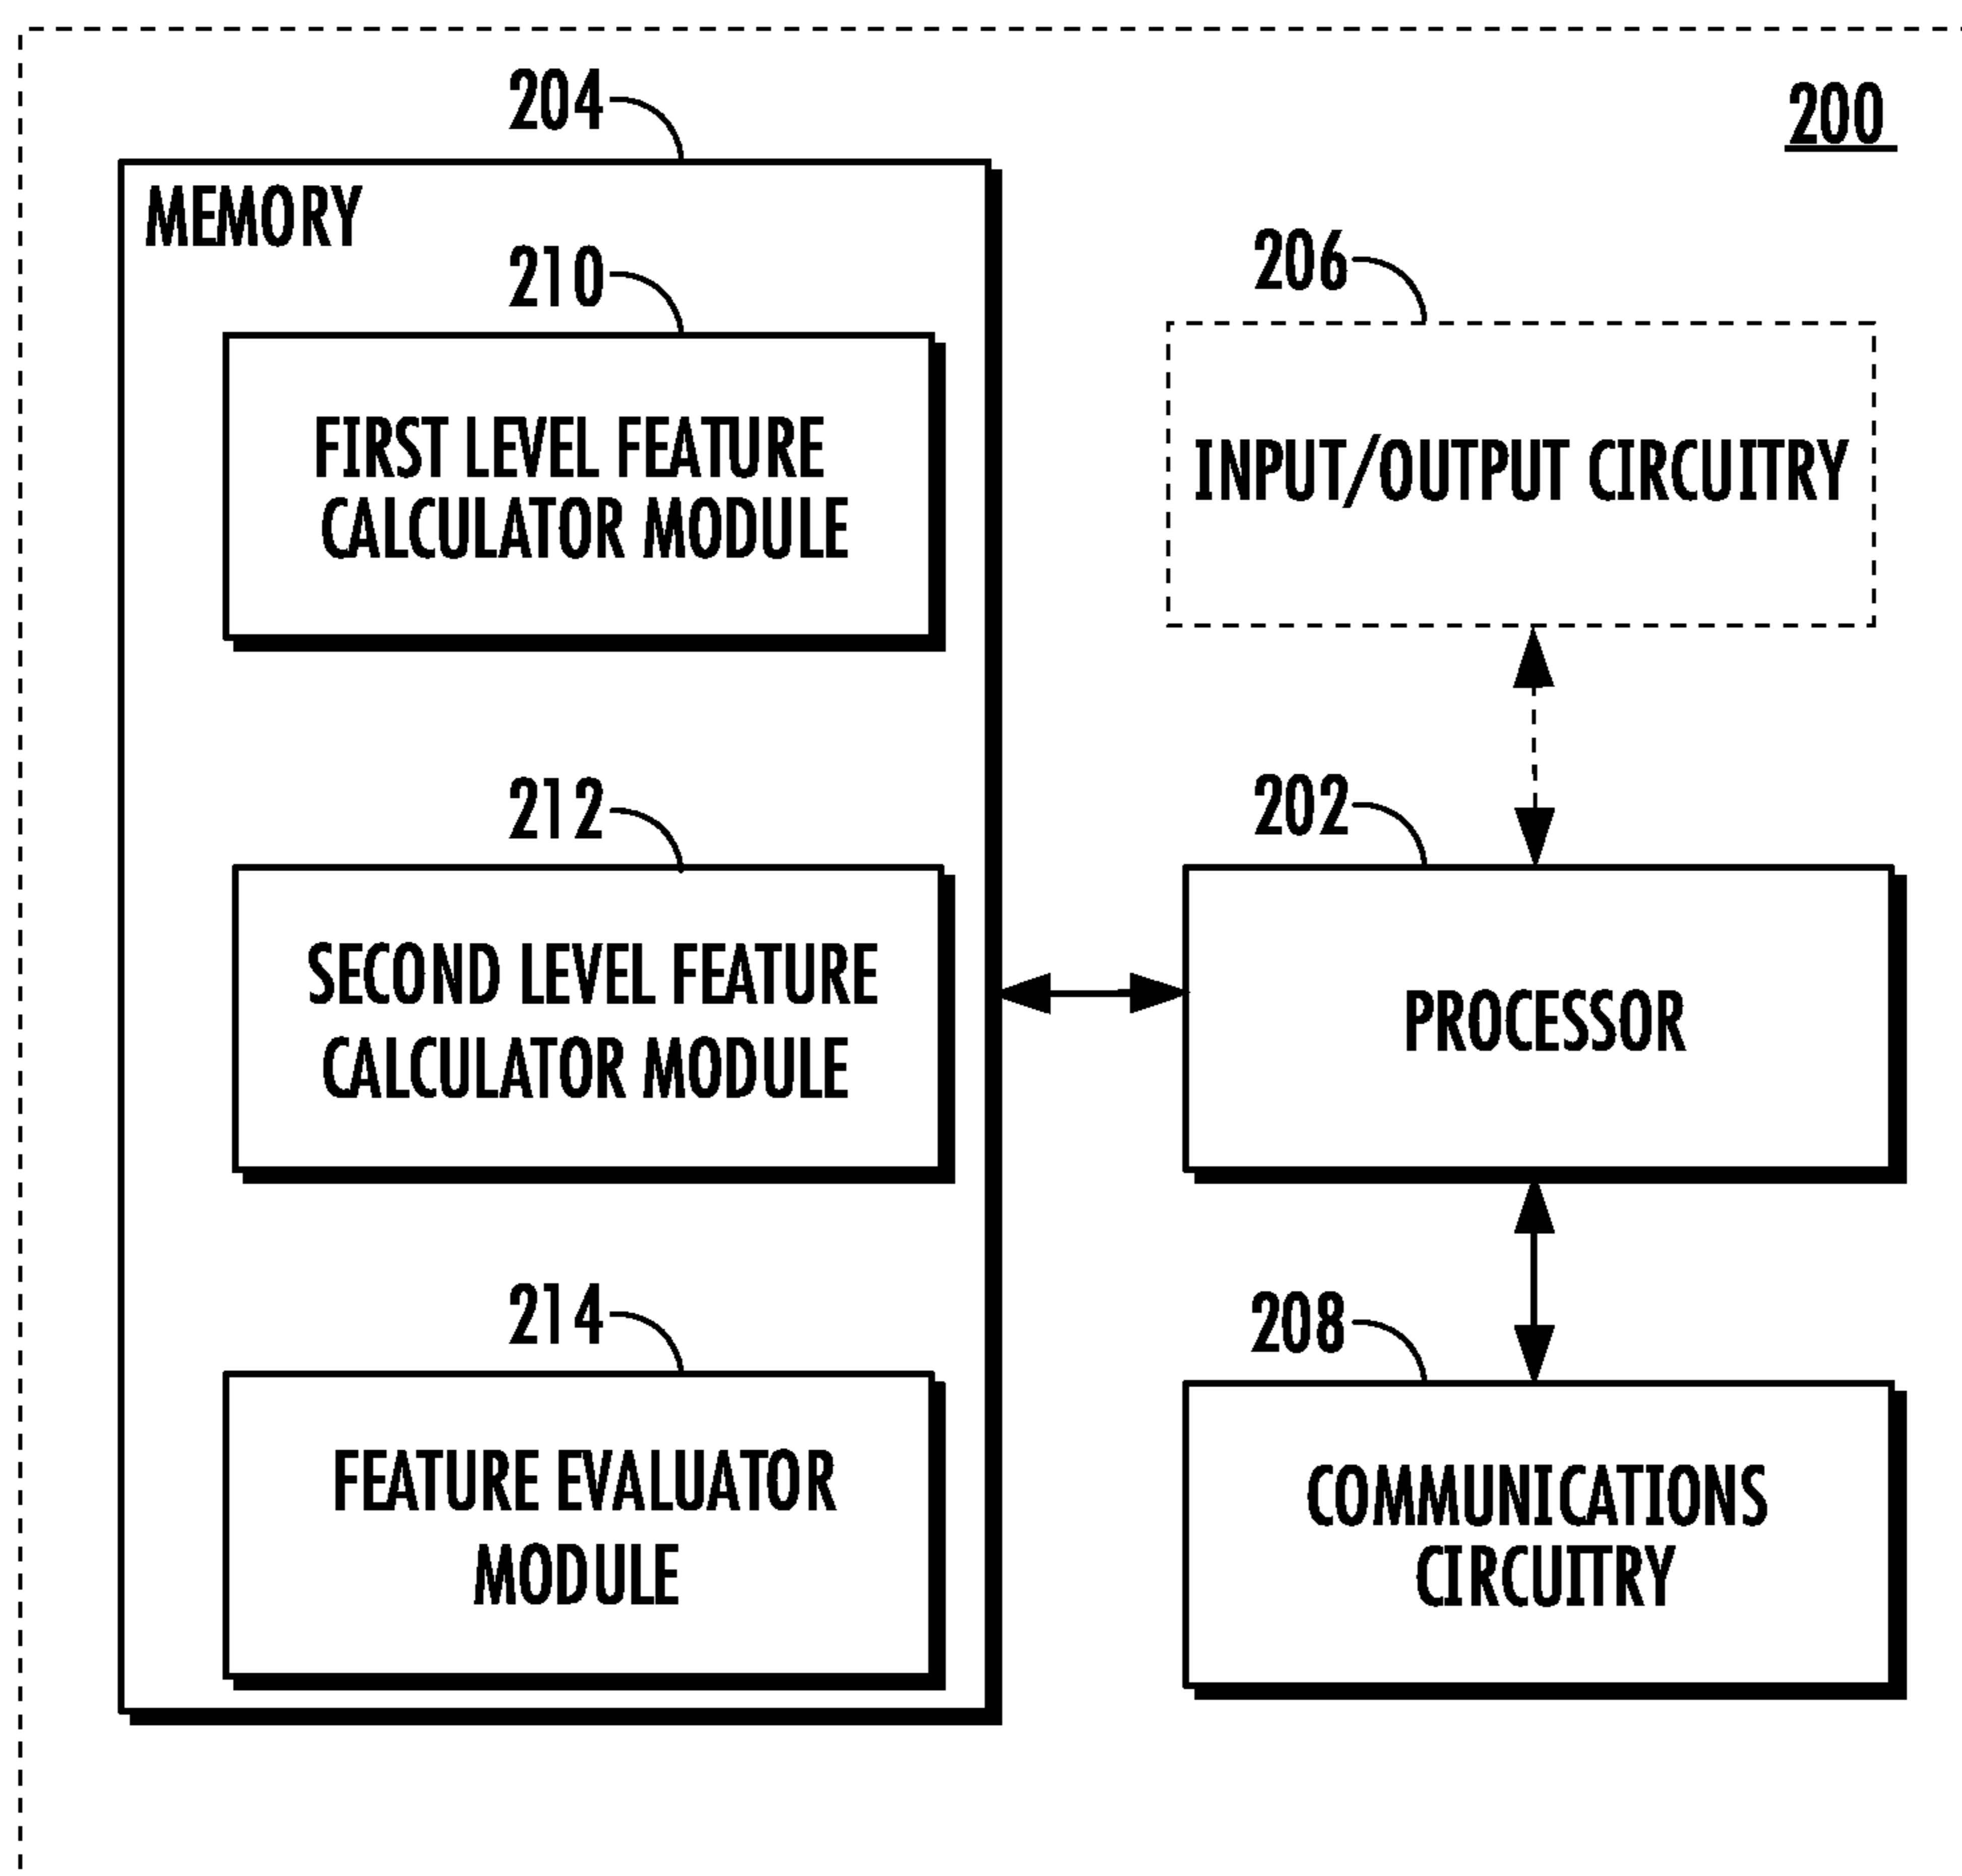 200
204
MEMORY
210
FIRST LEVEL FEATURE
CALCULATOR MODULE
212
SECOND LEVEL FEATURE
CALCULATOR MODULE
214
FEATURE EVALUATOR
MODULE
206
INPUT/OUTPUT CIRCUITRY
202
PROCESSOR
208
COMMUNICATIONS
CIRCUITRY